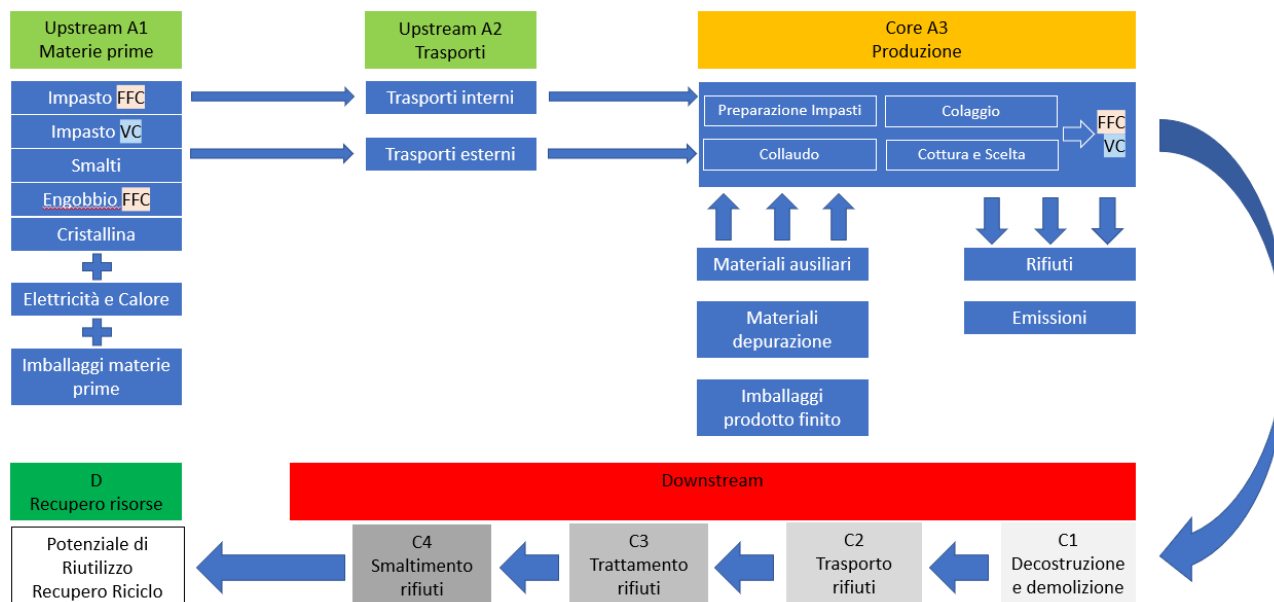 Upstream A1
Materie prime
Upstream A2
Trasporti
Core A3
Produzione
Impasto FFC
Impasto VC
Smalti
Engobbio FFC
Cristallina
Elettricità e Calore
Imballaggi materie
prime
Trasporti interni
Trasporti esterni
Preparazione Impasti
Colaggio
Collaudo
Cottura e Scelta
FFC
VC
Materiali ausiliari
Materiali
depurazione
Imballaggi
prodotto finito
Rifiuti
Emissioni
D
Recupero risorse
Downstream
Potenziale di
Riutilizzo
Recupero Riciclo
C4
Smaltimento
rifiuti
C3
Trattamento
rifiuti
C2
Trasporto
rifiuti
C1
Decostruzione
e demolizione